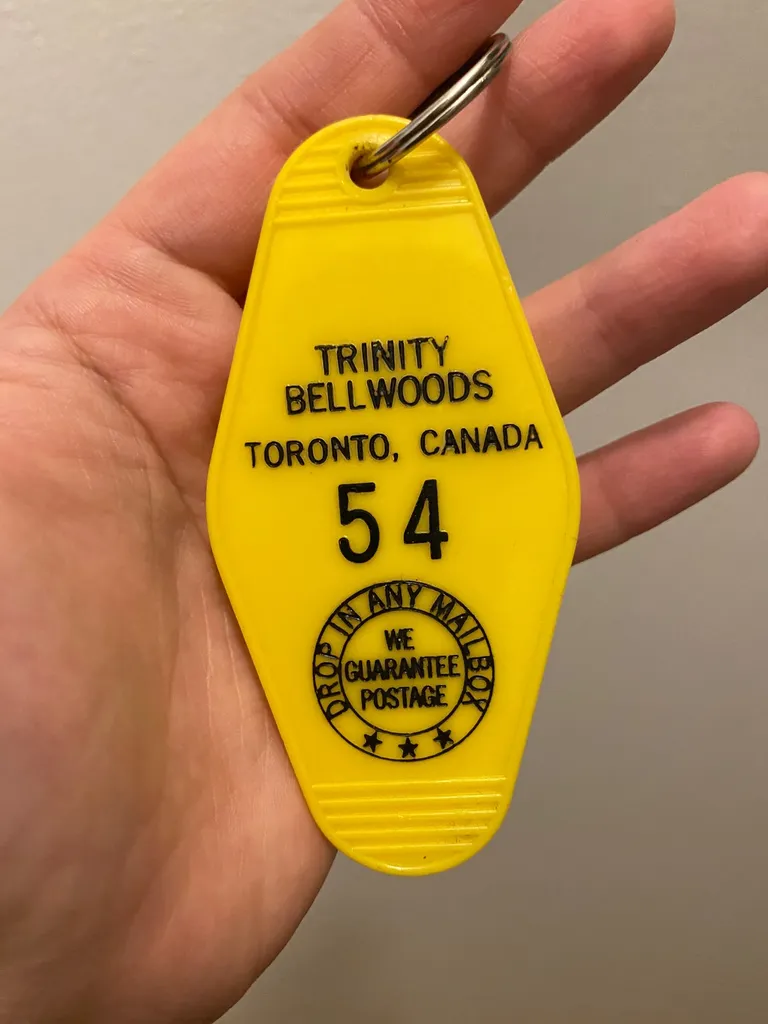 TRINITY
BELLWOODS
TORONTO, CANADA
54
DROP IN ANY MAILBOX
WE
GUARANTEE
POSTAGE